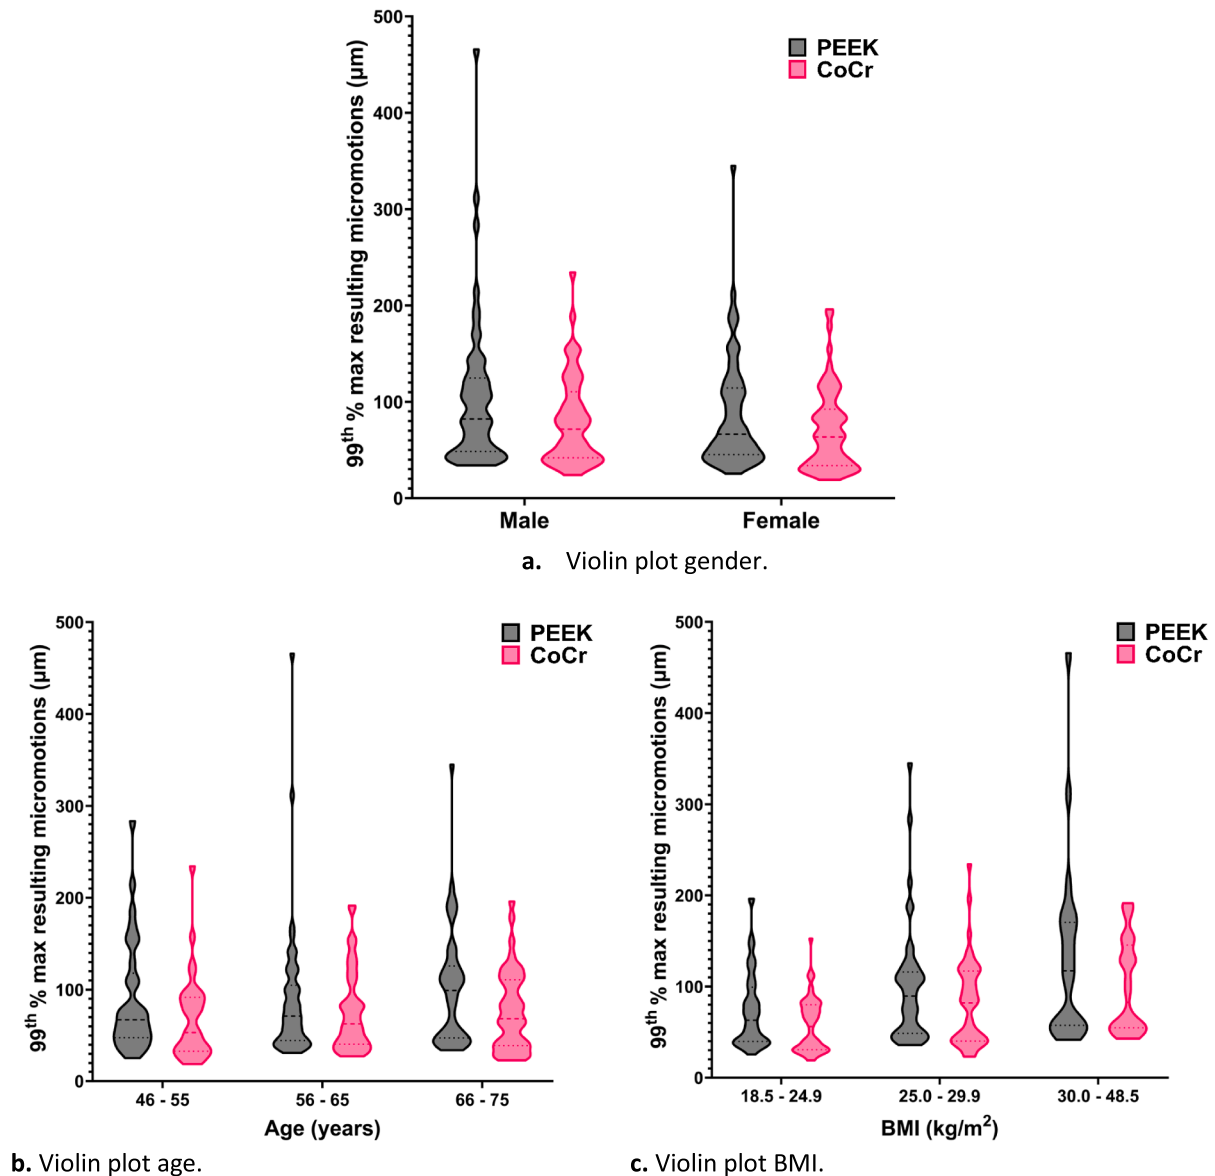 99th % max resulting micromotions (μm)
500
400
300
200
100
0
PEEK
CoCr
Male Female
a. Violin plot gender.
99th % max resulting micromotions (μm)
500
400
300
200
100
0
PEEK
CoCr
46 - 55 56 - 65 66 - 75
Age (years)
b. Violin plot age.
99th % max resulting micromotions (μm)
500
400
300
200
100
0
PEEK
CoCr
18.5 - 24.9 25.0 - 29.9 30.0 - 48.5
BMI (kg/m²)
c. Violin plot BMI.